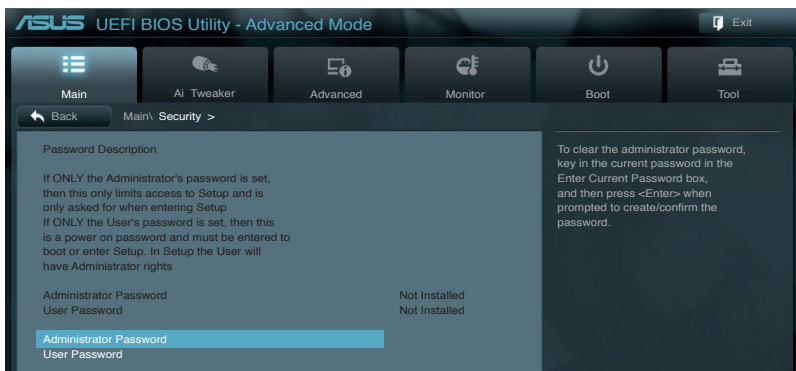 ASUS UEFI BIOS Utility - Advanced Mode
Exit
Main
Ai Tweaker
Advanced
Monitor
Boot
Tool
Back
Main\ Security >
Password Description
If ONLY the Administrator's password is set,
then this only limits access to Setup and is
only asked for when entering Setup
If ONLY the User's password is set, then this
is a power on password and must be entered to
boot or enter Setup. In Setup the User will
have Administrator rights
Administrator Password Not Installed
User Password Not Installed
Administrator Password
User Password
To clear the administrator password,
key in the current password in the
Enter Current Password box,
and then press <Enter> when
prompted to create/confirm the
password.